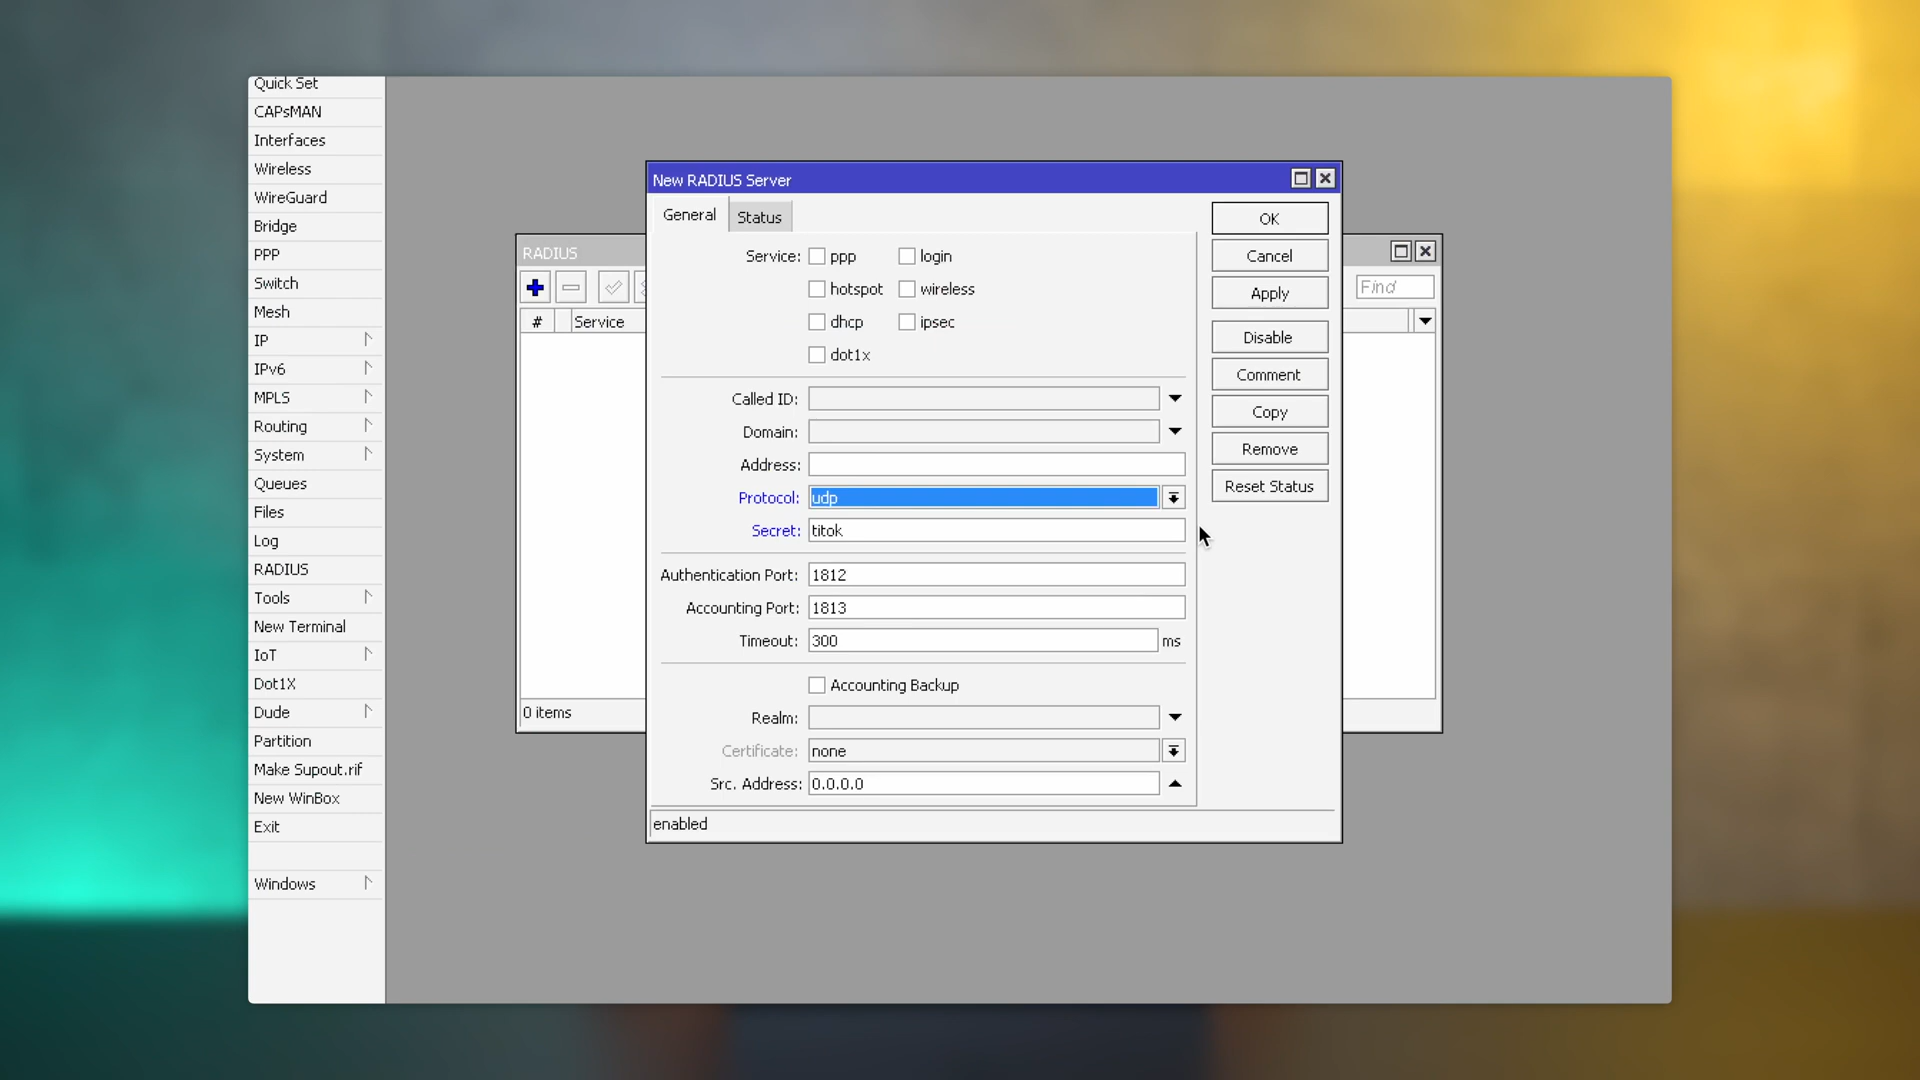 Quick Set
CAPsMAN
Interfaces
Wireless
WireGuard
Bridge
PPP
Switch
Mesh
IP
IPv6
MPLS
Routing
System
Queues
Files
Log
RADIUS
Tools
New Terminal
IoT
Dot1X
Dude
Partition
Make Supout.rif
New WinBox
Exit
Windows
RADIUS
Find
# Service
0 items
New RADIUS Server
General Status
Service: ppp login
hotspot wireless
dhcp ipsec
dot1x
Called ID:
Domain:
Address:
Protocol: udp
Secret: titok
Authentication Port: 1812
Accounting Port: 1813
Timeout: 300 ms
Accounting Backup
Realm:
Certificate: none
Src. Address: 0.0.0.0
enabled
OK
Cancel
Apply
Disable
Comment
Copy
Remove
Reset Status